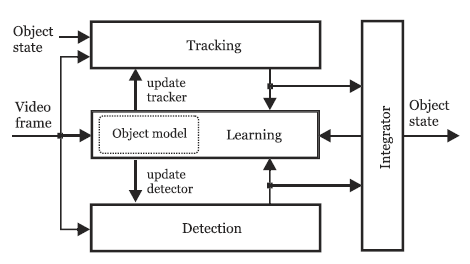 Object
state
Tracking
update
tracker
Video
frame
Object model
Learning
Integrator
Object
state
update
detector
Detection